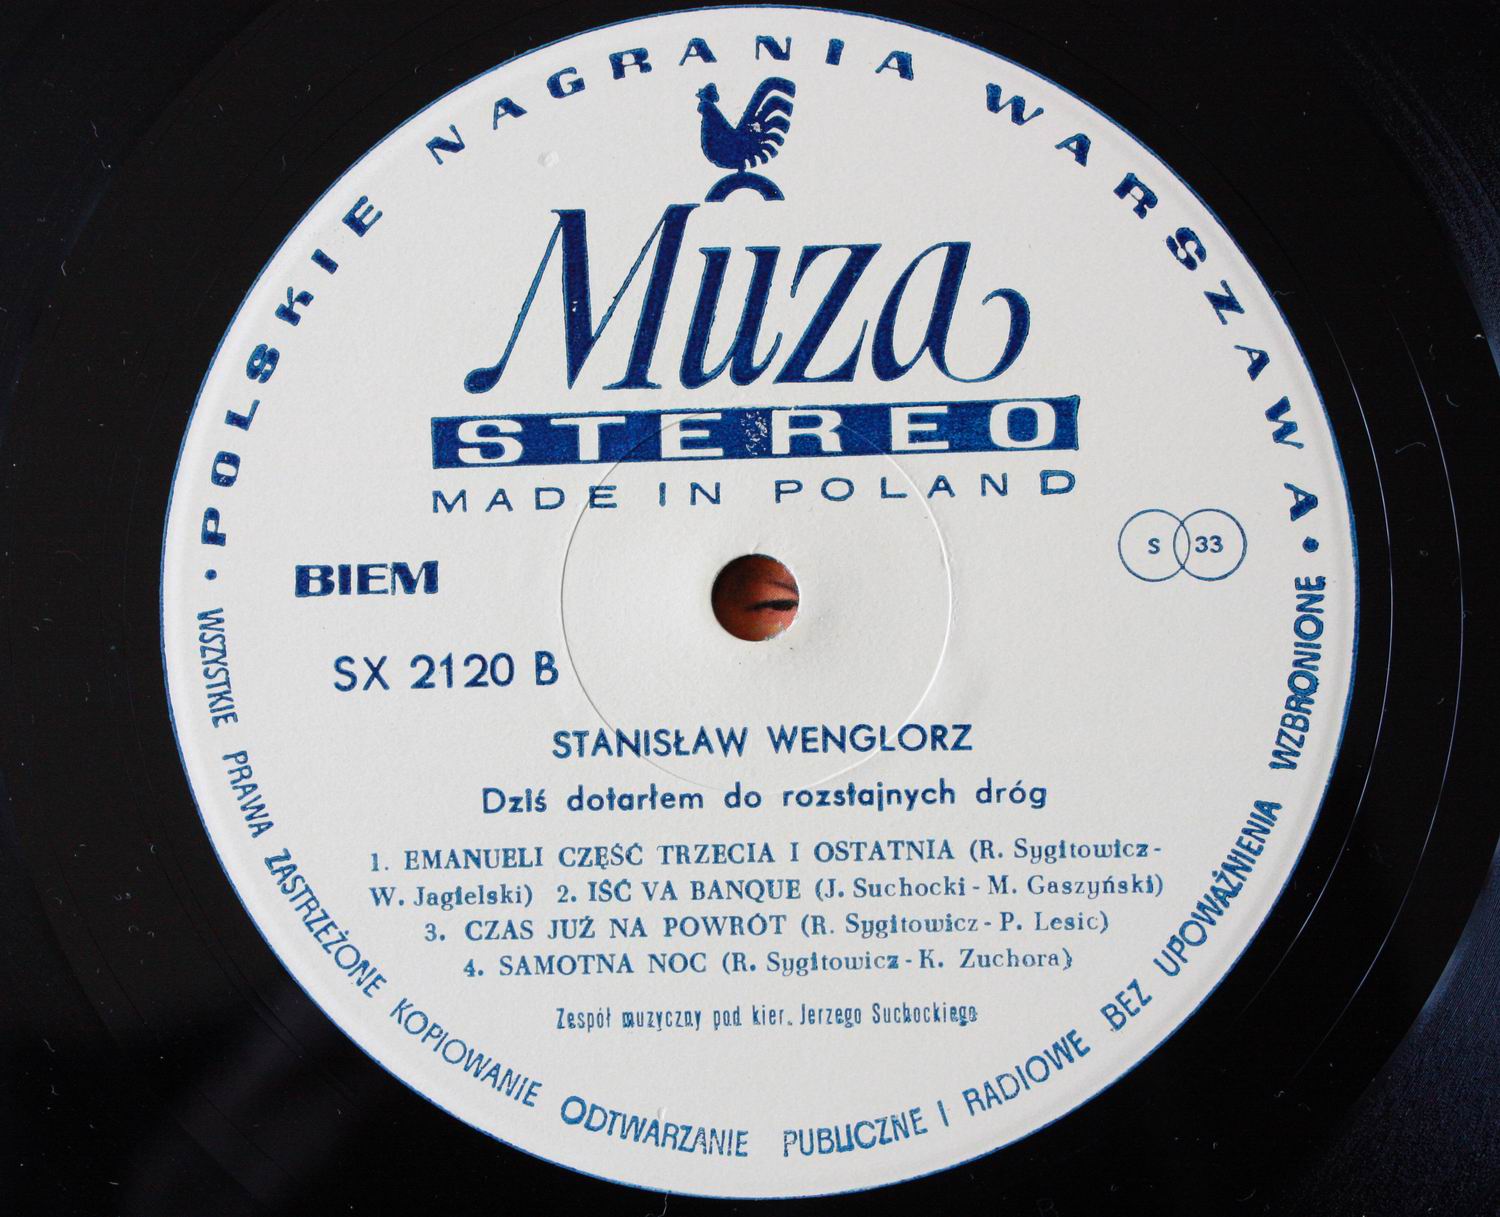 • POLSKIE NAGRANIA WARSZAWA •
Muza
STEREO
MADE IN POLAND
BIEM
S 33
SX 2120 B
STANISŁAW WENGLORZ
Dziś dotarłem do rozstajnych dróg
1. EMANUELI CZĘŚĆ TRZECIA I OSTATNIA (R. Sygitowicz-
W. Jagielski) 2. IŚĆ VA BANQUE (J. Suchocki - M. Gaszyński)
3. CZAS JUŻ NA POWRÓT (R. Sygitowicz - P. Lesic)
4. SAMOTNA NOC (R. Sygitowicz - K. Zuchora)
Zespół muzyczny pod kier. Jerzego Suchockiego
WSZYSTKIE PRAWA ZASTRZEŻONE KOPIOWANIE ODTWARZANIE PUBLICZNE I RADIOWE BEZ UPOWAŻNIENIA WZBRONIONE